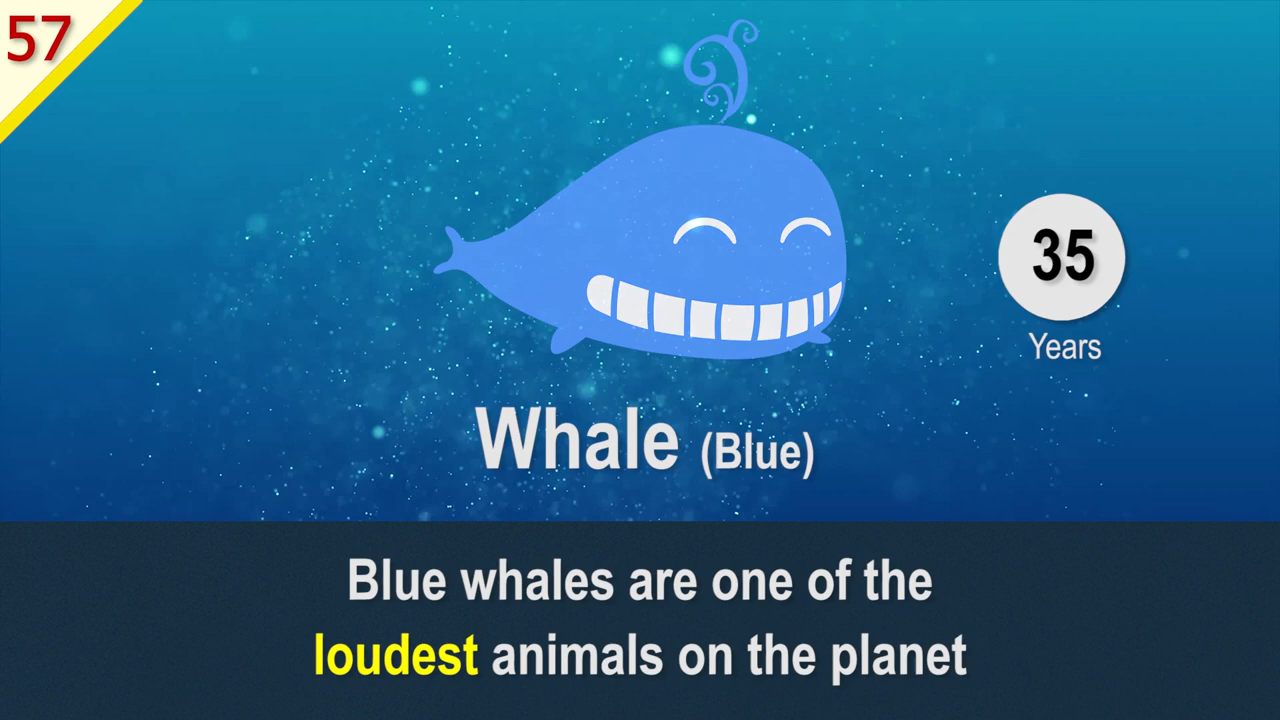 57
35
Years
Whale (Blue)
Blue whales are one of the
loudest animals on the planet